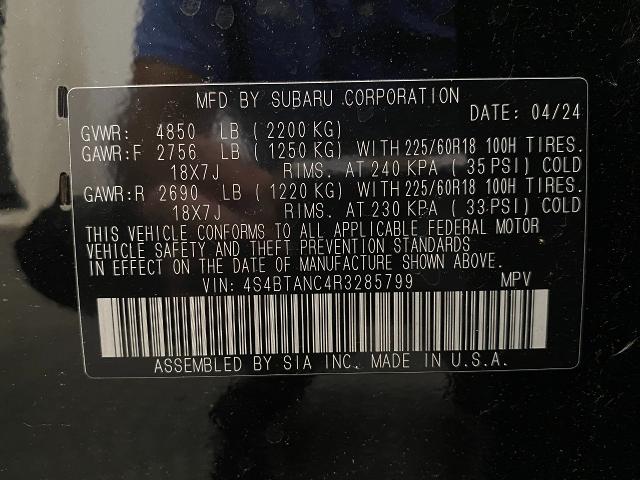 MFD BY SUBARU CORPORATION
DATE: 04/24
GVWR: 4850 LB (2200 KG)
GAWR:F 2756 LB (1250 KG) WITH 225/60R18 100H TIRES.
18X7J RIMS. AT 240 KPA (35 PSI) COLD
GAWR:R 2690 LB (1220 KG) WITH 225/60R18 100H TIRES.
18X7J RIMS. AT 230 KPA (33 PSI) COLD
THIS VEHICLE CONFORMS TO ALL APPLICABLE FEDERAL MOTOR
VEHICLE SAFETY AND THEFT PREVENTION STANDARDS
IN EFFECT ON DATE OF MANUFACTURE SHOWN ABOVE.
VIN: 4S4BTANC4R3285799 MPV
ASSEMBLED BY SIA INC. MADE IN U.S.A.